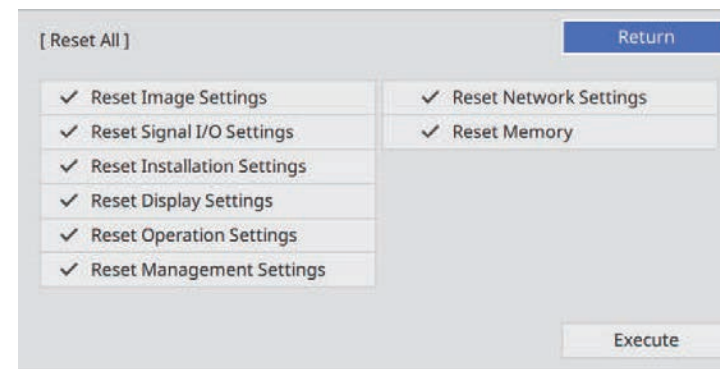 [ Reset All ]
Return
✓ Reset Image Settings
✓ Reset Signal I/O Settings
✓ Reset Installation Settings
✓ Reset Display Settings
✓ Reset Operation Settings
✓ Reset Management Settings
✓ Reset Network Settings
✓ Reset Memory
Execute